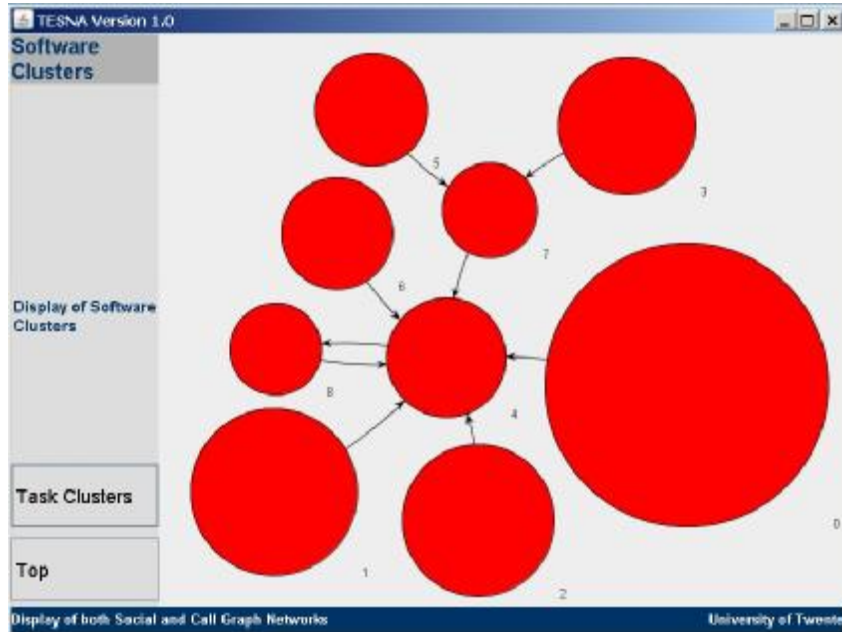 TESNA Version 1.0
Software
Clusters
5
3
7
6
Display of Software
Clusters
8
4
Task Clusters
0
Top
1
2
Display of both Social and Call Graph Networks
University of Twente